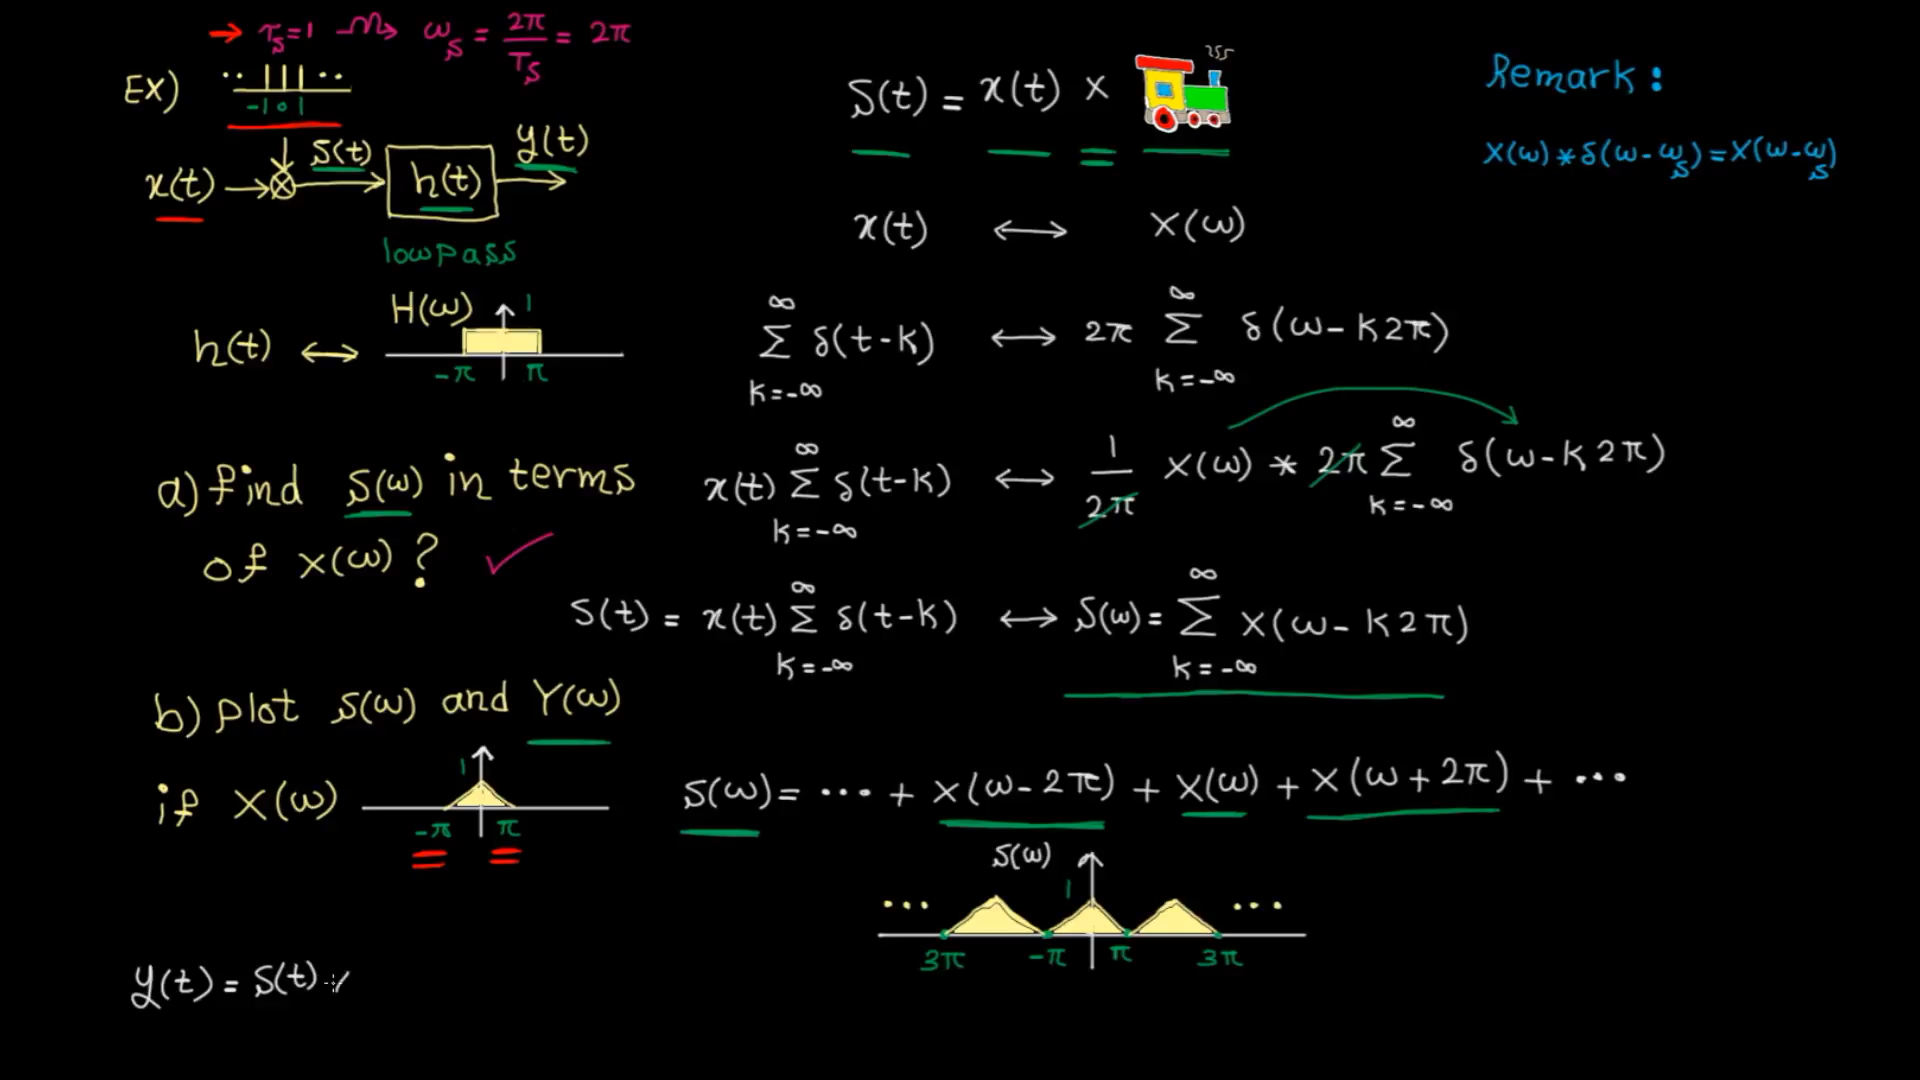 → τs=1 ⇝ ωs = 2π/Ts = 2π
EX) ·· ··
-1 0 1
x(t) → ⊗ S(t) → h(t) y(t) →
lowpass
h(t) ↔ H(ω) 1
-π π
a) find S(ω) in terms
of X(ω)? ✓
b) plot S(ω) and Y(ω)
if X(ω) 1
-π π
y(t) = S(t)
S(t) = x(t) ×
x(t) ↔ X(ω)
∞ ∑ k=-∞ δ(t-k) ↔ 2π ∞ ∑ k=-∞ δ(ω-k2π)
x(t) ∞ ∑ k=-∞ δ(t-k) ↔ 1/2π X(ω) * 2π ∞ ∑ k=-∞ δ(ω-k2π)
S(t) = x(t) ∞ ∑ k=-∞ δ(t-k) ↔ S(ω) = ∞ ∑ k=-∞ X(ω-k2π)
S(ω) = ··· + X(ω-2π) + X(ω) + X(ω+2π) + ···
S(ω)
··· 1 ···
3π -π π 3π
Remark:
X(ω)*δ(ω-ωs)=X(ω-ωs)